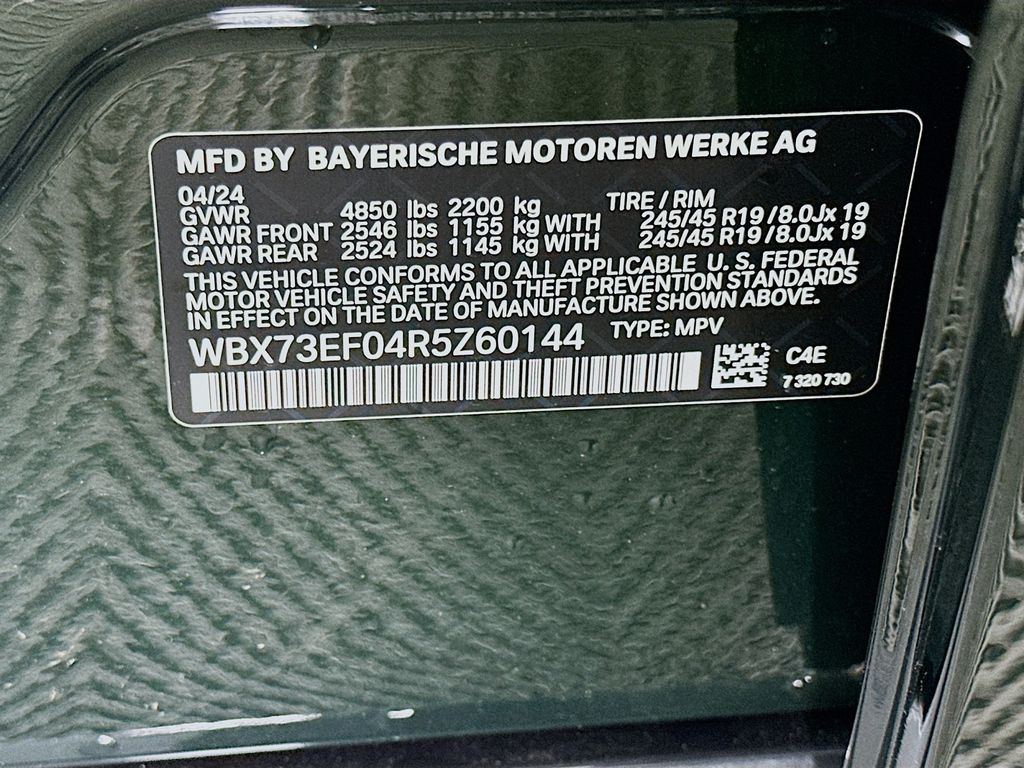 MFD BY BAYERISCHE MOTOREN WERKE AG
04/24 TIRE / RIM
GVWR 4850 lbs 2200 kg
GAWR FRONT 2546 lbs 1155 kg WITH 245/45 R19 /8.0Jx 19
GAWR REAR 2524 lbs 1145 kg WITH 245/45 R19 /8.0Jx 19
THIS VEHICLE CONFORMS TO ALL APPLICABLE U. S. FEDERAL
MOTOR VEHICLE SAFETY AND THEFT PREVENTION STANDARDS
IN EFFECT ON THE DATE OF MANUFACTURE SHOWN ABOVE.
WBX73EF04R5Z60144 TYPE: MPV
C4E
7 320 730